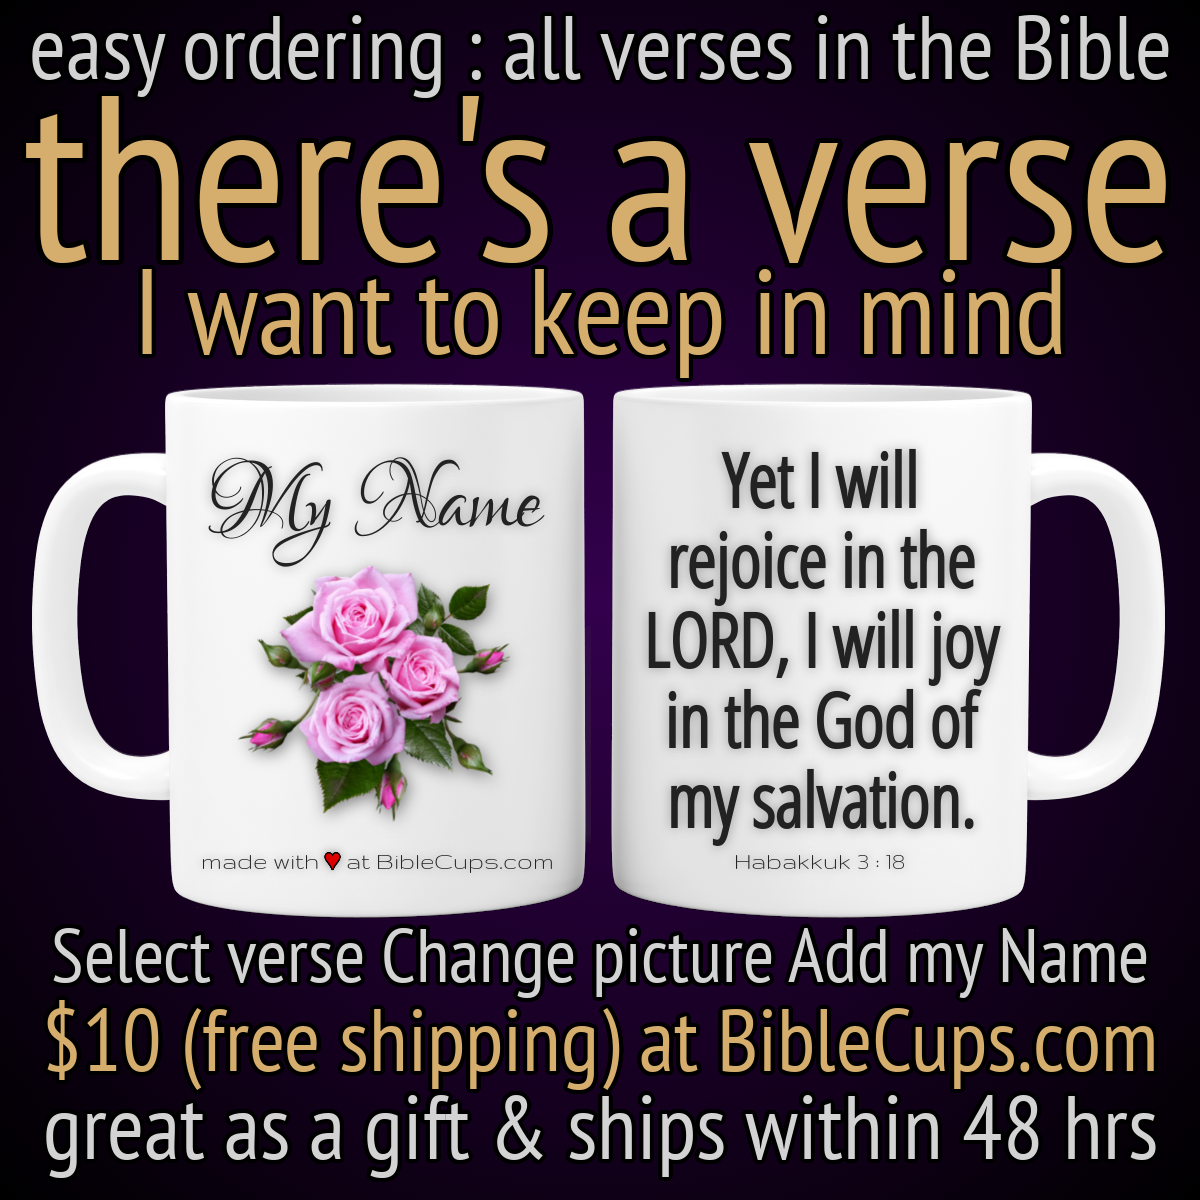 easy ordering : all verses in the Bible
there's a verse
I want to keep in mind
My Name
made with ♥ at BibleCups.com
Yet I will
rejoice in the
LORD, I will joy
in the God of
my salvation.
Habakkuk 3 : 18
Select verse Change picture Add my Name
$10 (free shipping) at BibleCups.com
great as a gift & ships within 48 hrs